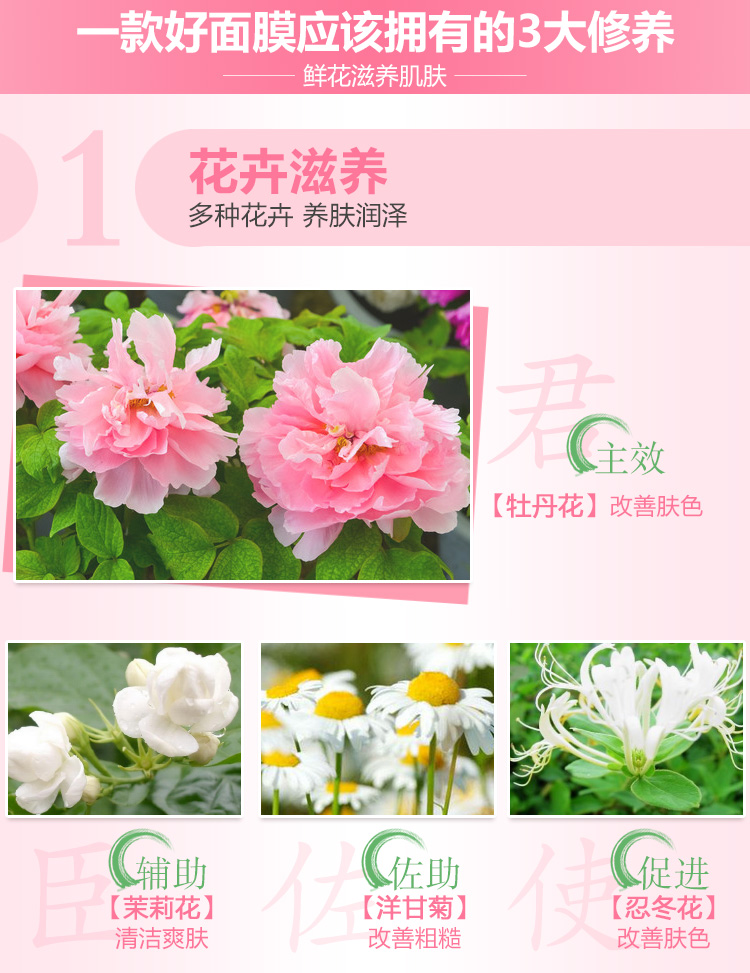 一款好面膜应该拥有的3大修养
鲜花滋养肌肤
1
花卉滋养
多种花卉 养肤润泽
君
主效
【牡丹花】改善肤色
臣
辅助
【茉莉花】
清洁爽肤
佐
佐助
【洋甘菊】
改善粗糙
使
促进
【忍冬花】
改善肤色